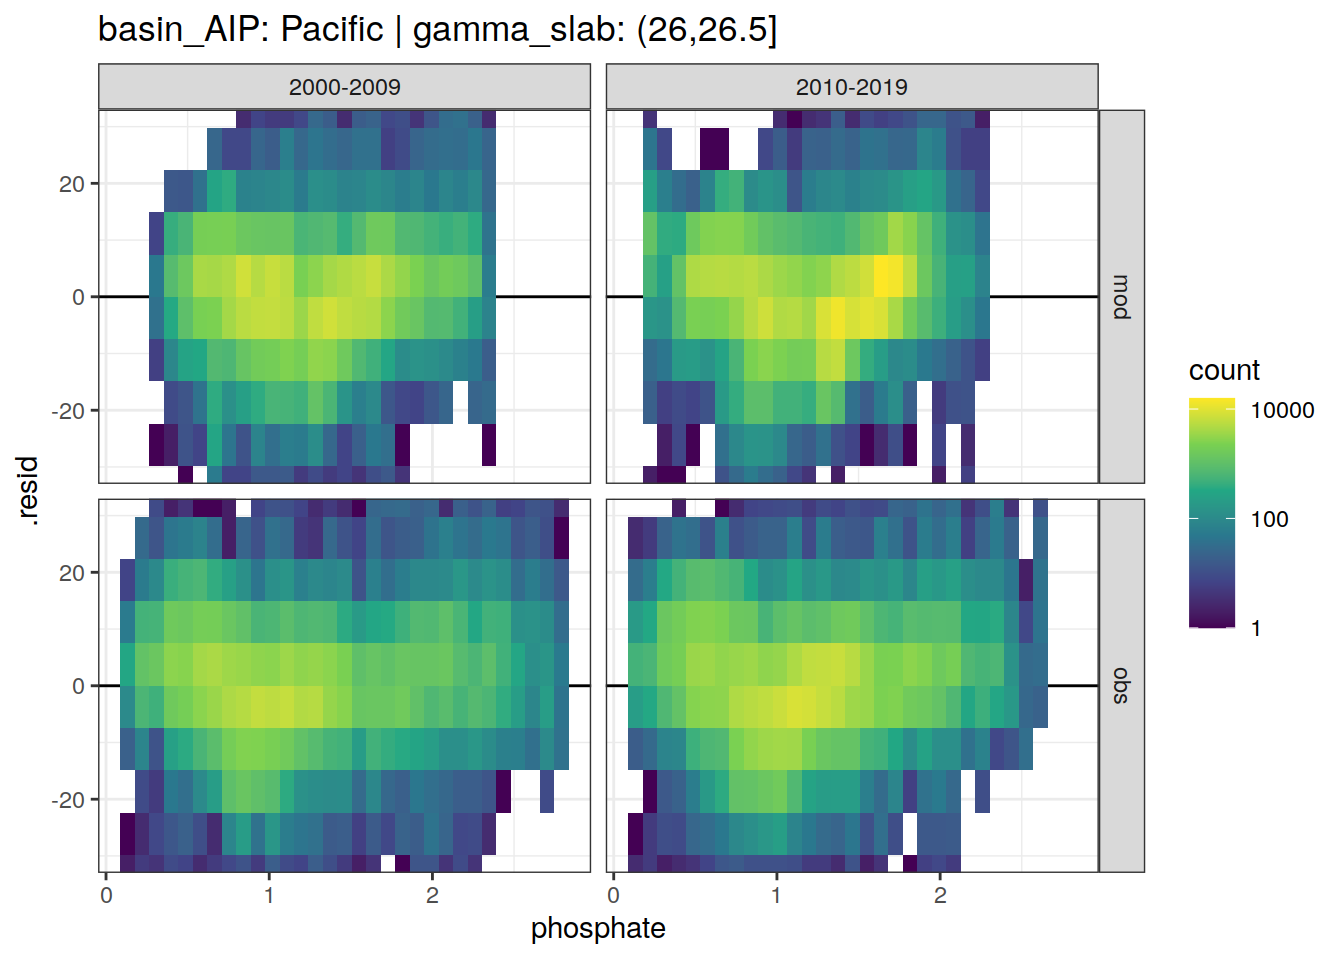 basin_AIP: Pacific | gamma_slab: (26,26.5]
2000-2009
2010-2019
20
0
-20
mod
20
0
-20
obs
0
1
2
0
1
2
phosphate
.resid
count
10000
100
1